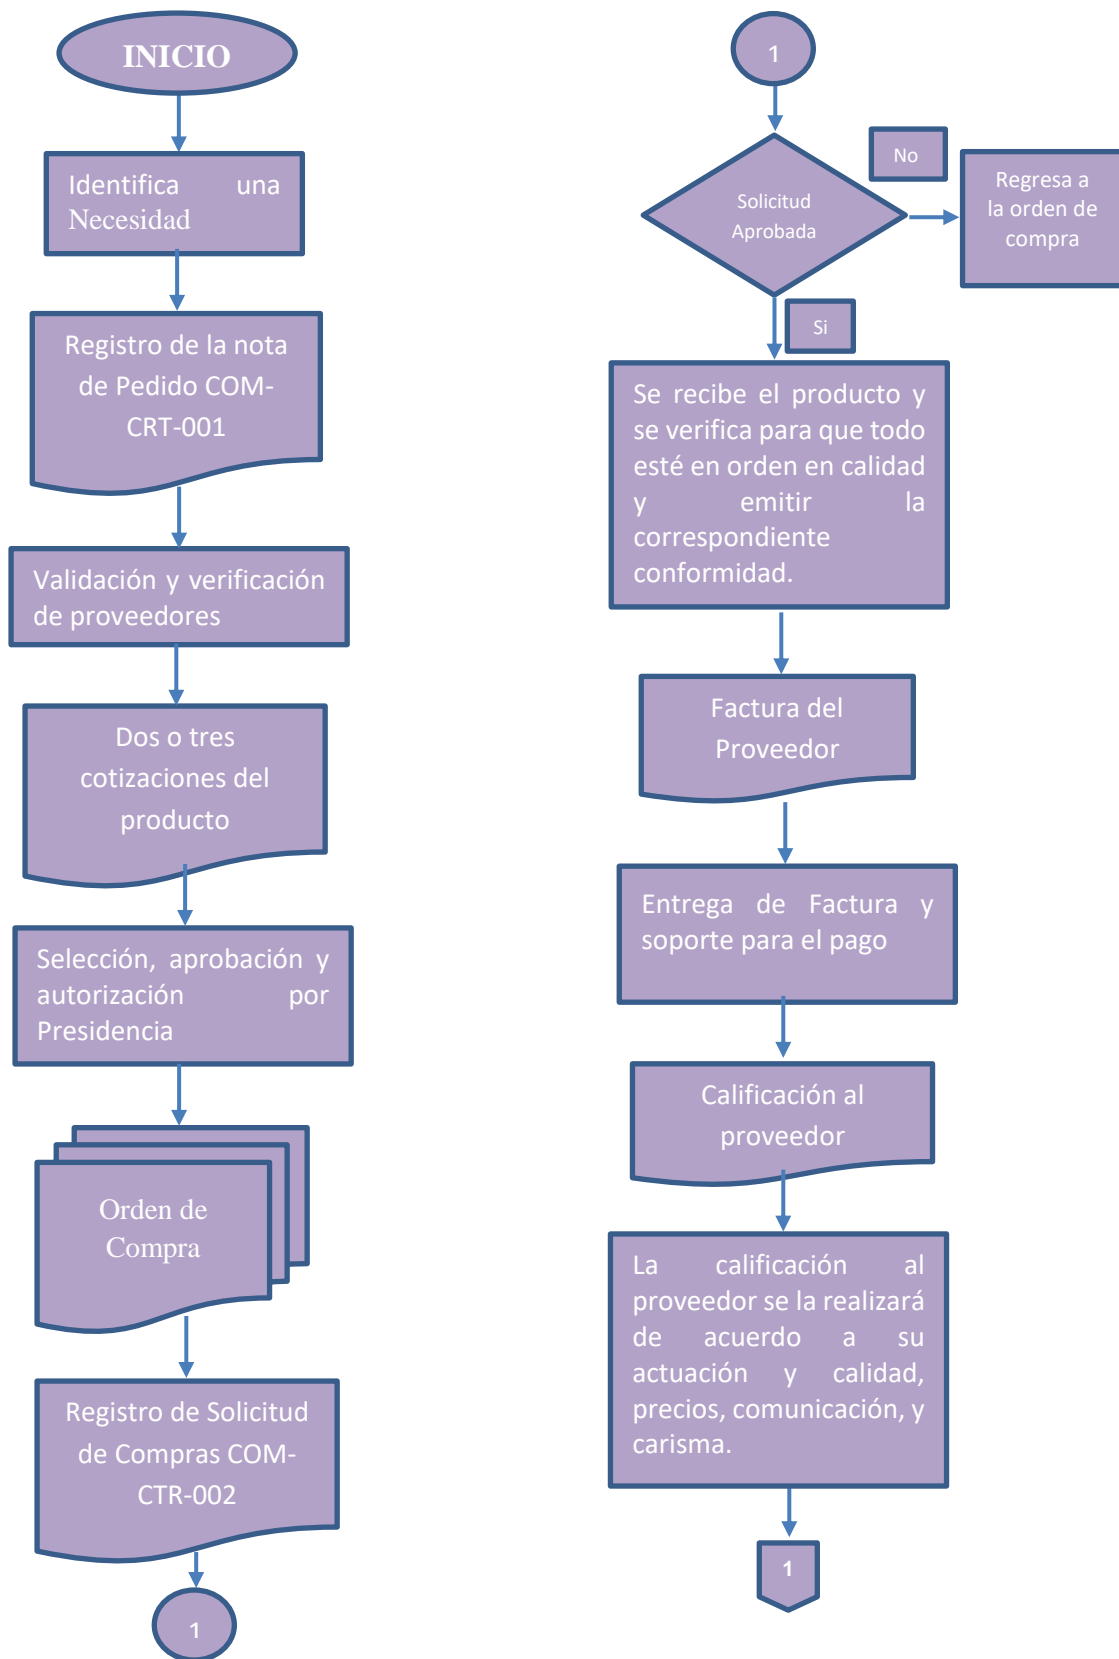 INICIO
Identifica una
Necesidad
Registro de la nota
de Pedido COM-
CRT-001
Validación y verificación
de proveedores
Dos o tres
cotizaciones del
producto
Selección, aprobación y
autorización por
Presidencia
Orden de
Compra
Registro de Solicitud
de Compras COM-
CTR-002
1
1
Solicitud
Aprobada
No
Regresa a
la orden de
compra
Si
Se recibe el producto y
se verifica para que todo
esté en orden en calidad
y emitir la
correspondiente
conformidad.
Factura del
Proveedor
Entrega de Factura y
soporte para el pago
Calificación al
proveedor
La calificación al
proveedor se la realizará
de acuerdo a su
actuación y calidad,
precios, comunicación, y
carisma.
1